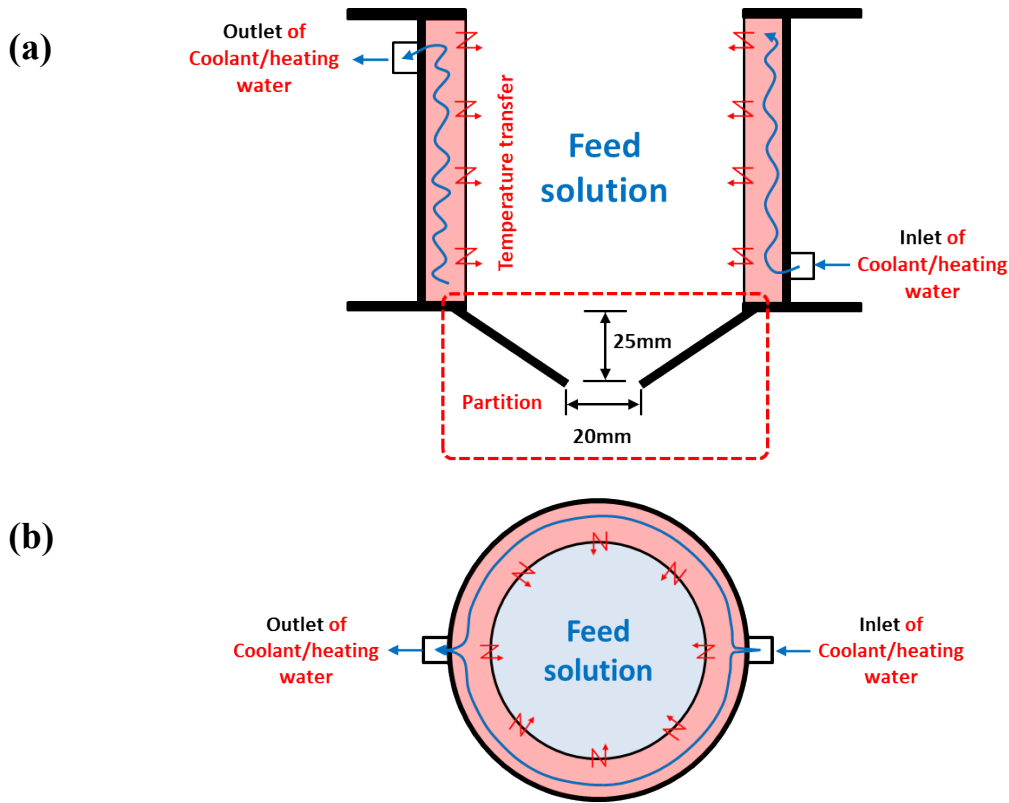 (a)
Outlet of
Coolant/heating
water
Temperature transfer
Feed
solution
Inlet of
Coolant/heating
water
25mm
Partition
20mm
(b)
Outlet of
Coolant/heating
water
Feed
solution
Inlet of
Coolant/heating
water